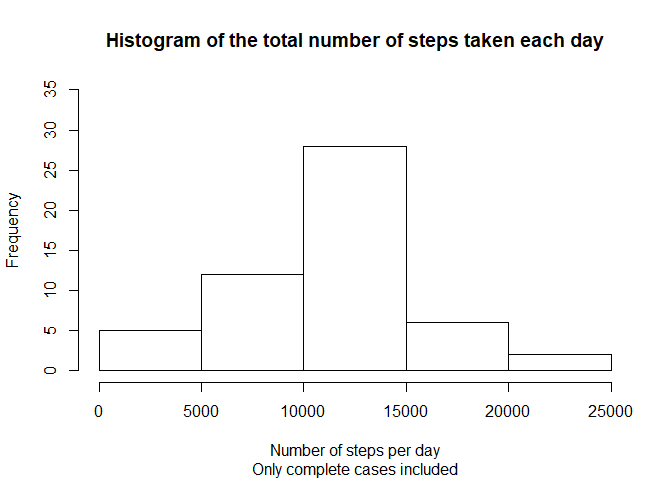 Histogram of the total number of steps taken each day
Frequency
35
30
25
20
15
10
5
0
0 5000 10000 15000 20000 25000
Number of steps per day
Only complete cases included